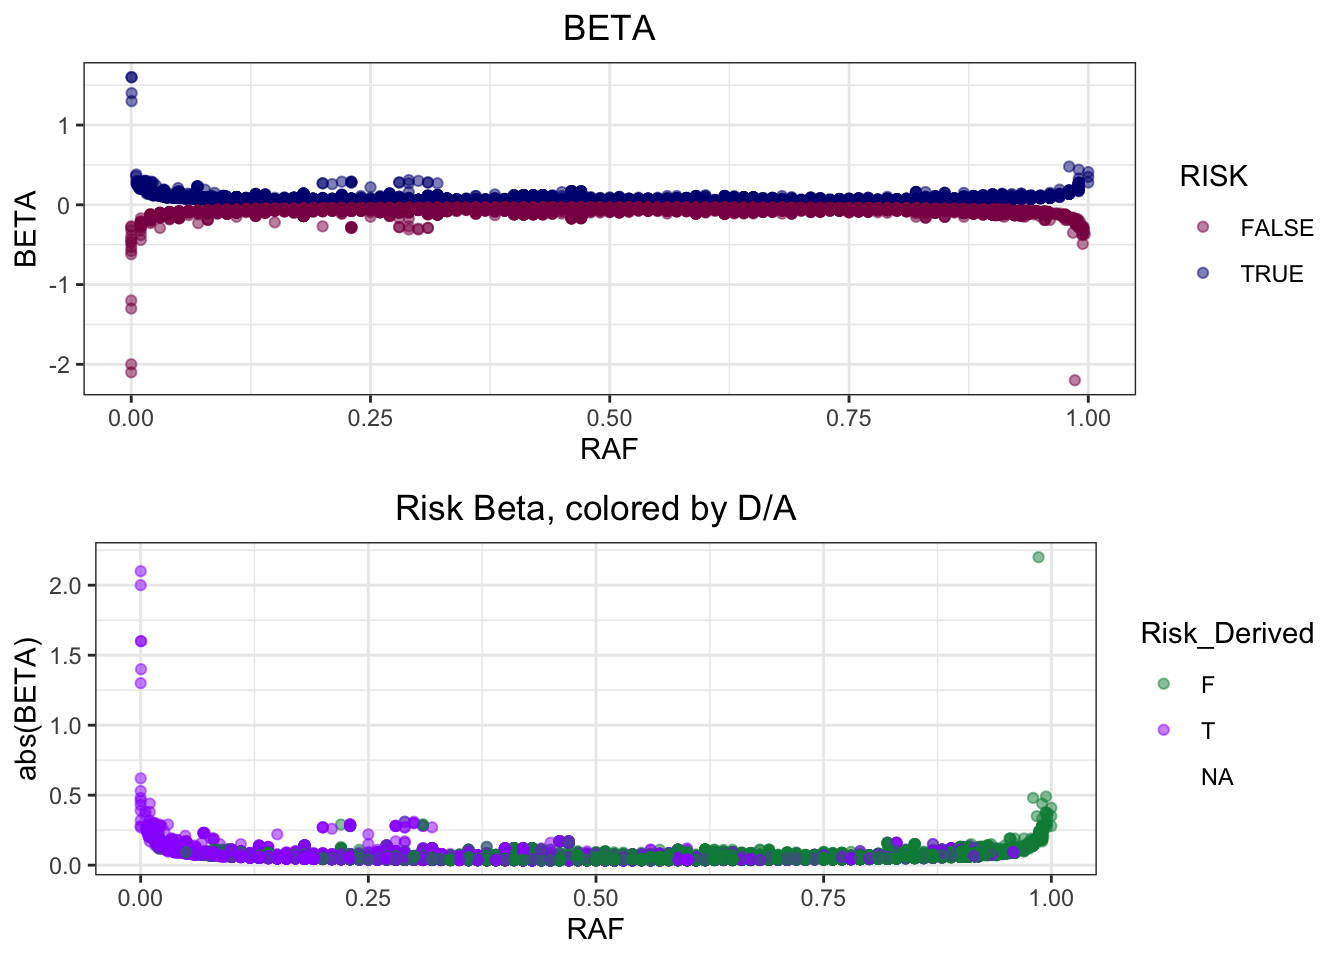 BETA
BETA
1
0
-1
-2
0.00 0.25 0.50 0.75 1.00
RAF
RISK
FALSE
TRUE
Risk Beta, colored by D/A
abs(BETA)
2.0
1.5
1.0
0.5
0.0
0.00 0.25 0.50 0.75 1.00
RAF
Risk_Derived
F
T
NA